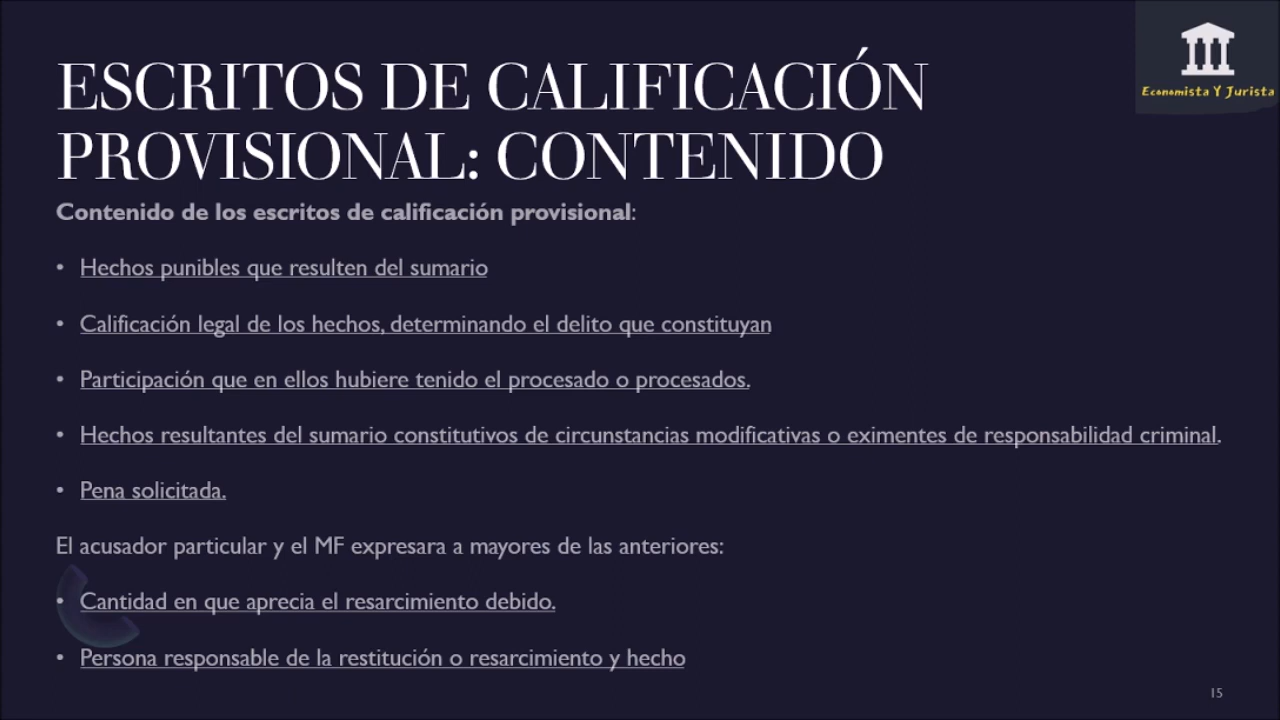 Economista Y Jurista
ESCRITOS DE CALIFICACIÓN
PROVISIONAL: CONTENIDO
Contenido de los escritos de calificación provisional:
• Hechos punibles que resulten del sumario
• Calificación legal de los hechos, determinando el delito que constituyan
• Participación que en ellos hubiere tenido el procesado o procesados.
• Hechos resultantes del sumario constitutivos de circunstancias modificativas o eximentes de responsabilidad criminal.
• Pena solicitada.
El acusador particular y el MF expresara a mayores de las anteriores:
• Cantidad en que aprecia el resarcimiento debido.
• Persona responsable de la restitución o resarcimiento y hecho
15